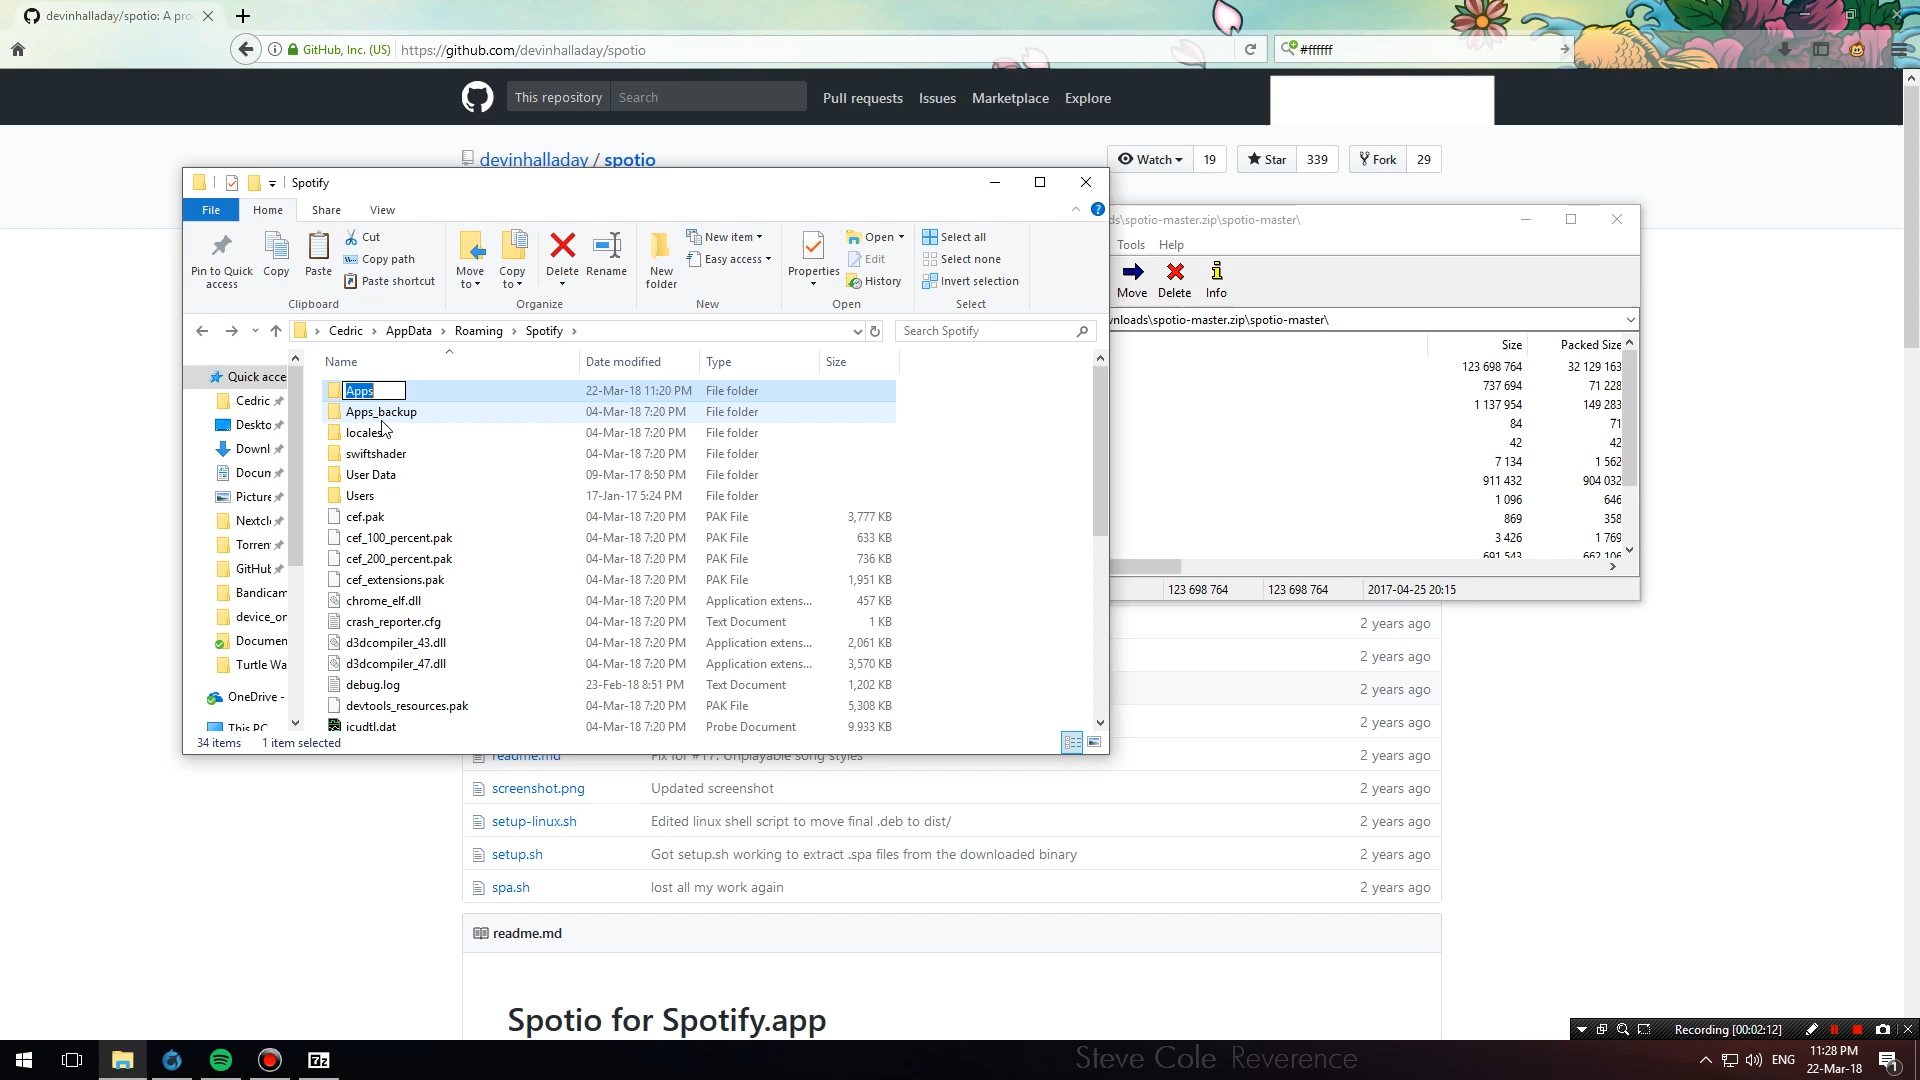 devinhalladay/spotio: A pro
GitHub, Inc. (US)
https://github.com/devinhalladay/spotio
#ffffff
This repository
Search
Pull requests
Issues
Marketplace
Explore
devinhalladay / spotio
Watch
19
Star
339
Fork
29
Spotify
File
Home
Share
View
Pin to Quick access
Copy
Paste
Cut
Copy path
Paste shortcut
Clipboard
Move to
Copy to
Delete
Rename
Organize
New folder
New item
Easy access
New
Properties
Open
Edit
History
Open
Select all
Select none
Invert selection
Select
Cedric
AppData
Roaming
Spotify
Search Spotify
Quick acce
Cedric
Deskto
Downl
Docum
Picture
Nextcl
Torren
GitHub
Bandicam
device_or
Documen
Turtle Wa
OneDrive -
This PC
Name Date modified Type Size
Apps 22-Mar-18 11:20 PM File folder
Apps_backup 04-Mar-18 7:20 PM File folder
locales 04-Mar-18 7:20 PM File folder
swiftshader 04-Mar-18 7:20 PM File folder
User Data 09-Mar-17 8:50 PM File folder
Users 17-Jan-17 5:24 PM File folder
cef.pak 04-Mar-18 7:20 PM PAK File 3,777 KB
cef_100_percent.pak 04-Mar-18 7:20 PM PAK File 633 KB
cef_200_percent.pak 04-Mar-18 7:20 PM PAK File 736 KB
cef_extensions.pak 04-Mar-18 7:20 PM PAK File 1,951 KB
chrome_elf.dll 04-Mar-18 7:20 PM Application extens... 457 KB
crash_reporter.cfg 04-Mar-18 7:20 PM Text Document 1 KB
d3dcompiler_43.dll 04-Mar-18 7:20 PM Application extens... 2,061 KB
d3dcompiler_47.dll 04-Mar-18 7:20 PM Application extens... 3,570 KB
debug.log 23-Feb-18 8:51 PM Text Document 1,202 KB
devtools_resources.pak 04-Mar-18 7:20 PM PAK File 5,308 KB
icudtl.dat 04-Mar-18 7:20 PM Probe Document 9,933 KB
34 items 1 item selected
ds\spotio-master.zip\spotio-master\
Tools Help
Move Delete Info
wnloads\spotio-master.zip\spotio-master\
Size Packed Size
123 698 764 32 129 163
737 694 71 228
1 137 954 149 283
84 71
42 42
7 134 1 562
911 432 904 032
1 096 646
869 358
3 426 1 769
691 543 662 106
123 698 764 123 698 764 2017-04-25 20:15
2 years ago
2 years ago
2 years ago
2 years ago
readme.md Fix for #17: Unplayable song styles 2 years ago
screenshot.png Updated screenshot 2 years ago
setup-linux.sh Edited linux shell script to move final .deb to dist/ 2 years ago
setup.sh Got setup.sh working to extract .spa files from the downloaded binary 2 years ago
spa.sh lost all my work again 2 years ago
readme.md
Spotio for Spotify.app
Recording [00:02:12]
7z
Steve Cole Reverence
ENG
11:28 PM
22-Mar-18
1